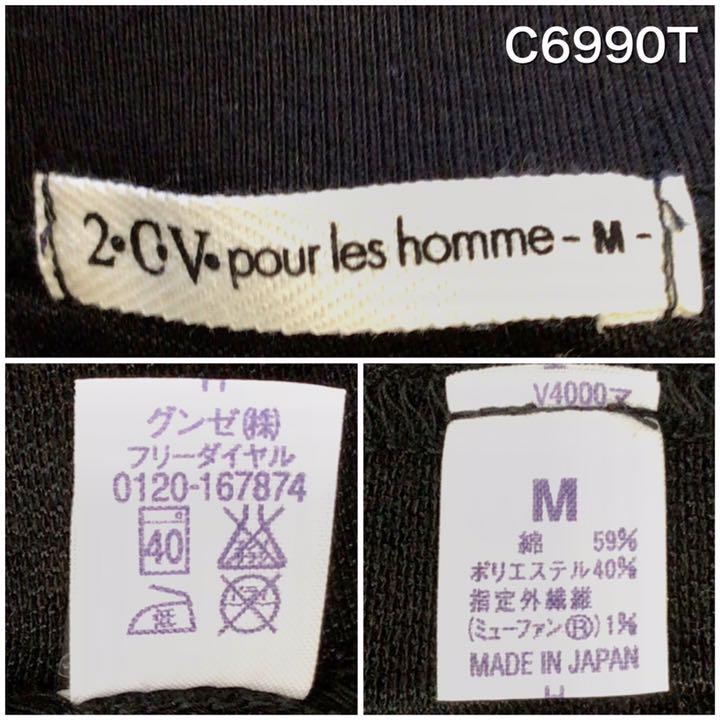 C6990T
2·C·V· pour les homme - M -
グンゼ(株)
フリーダイヤル
0120-167874
40
低
V4000マ
M
綿 59%
ポリエステル40%
指定外繊維
(ミューファン®)1%
MADE IN JAPAN